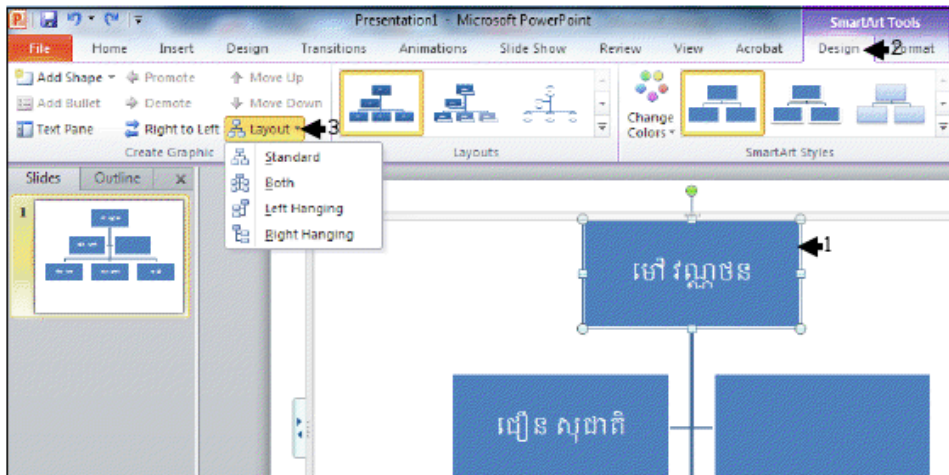 Presentation1 - Microsoft PowerPoint
SmartArt Tools
File Home Insert Design Transitions Animations Slide Show Review View Acrobat Design 2 Format
Add Shape Promote Move Up
Add Bullet Demote Move Down
Text Pane Right to Left Layout 3
Change Colors
Create Graphic Layouts SmartArt Styles
Standard
Both
Left Hanging
Right Hanging
Slides Outline x
1
1
មៅ វណ្ណថន
ជឿន សុជាតិ